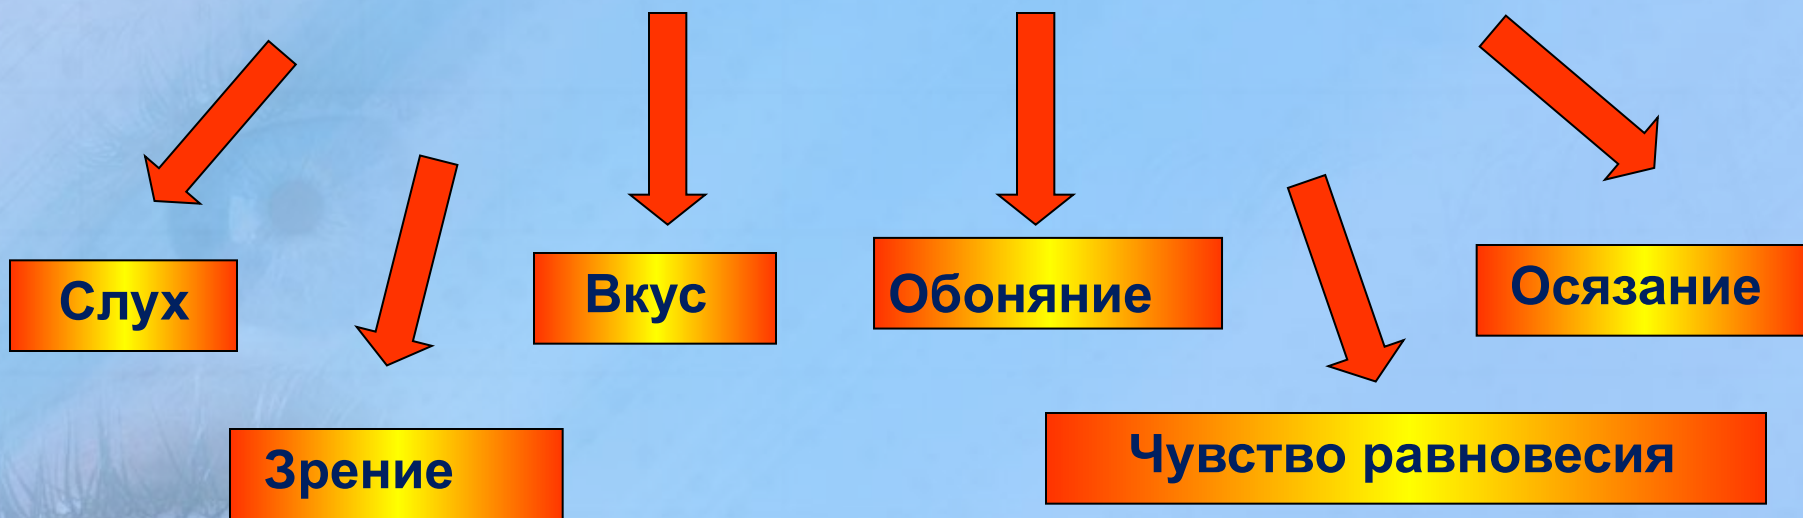 Слух
Вкус
Обоняние
Осязание
Зрение
Чувство равновесия